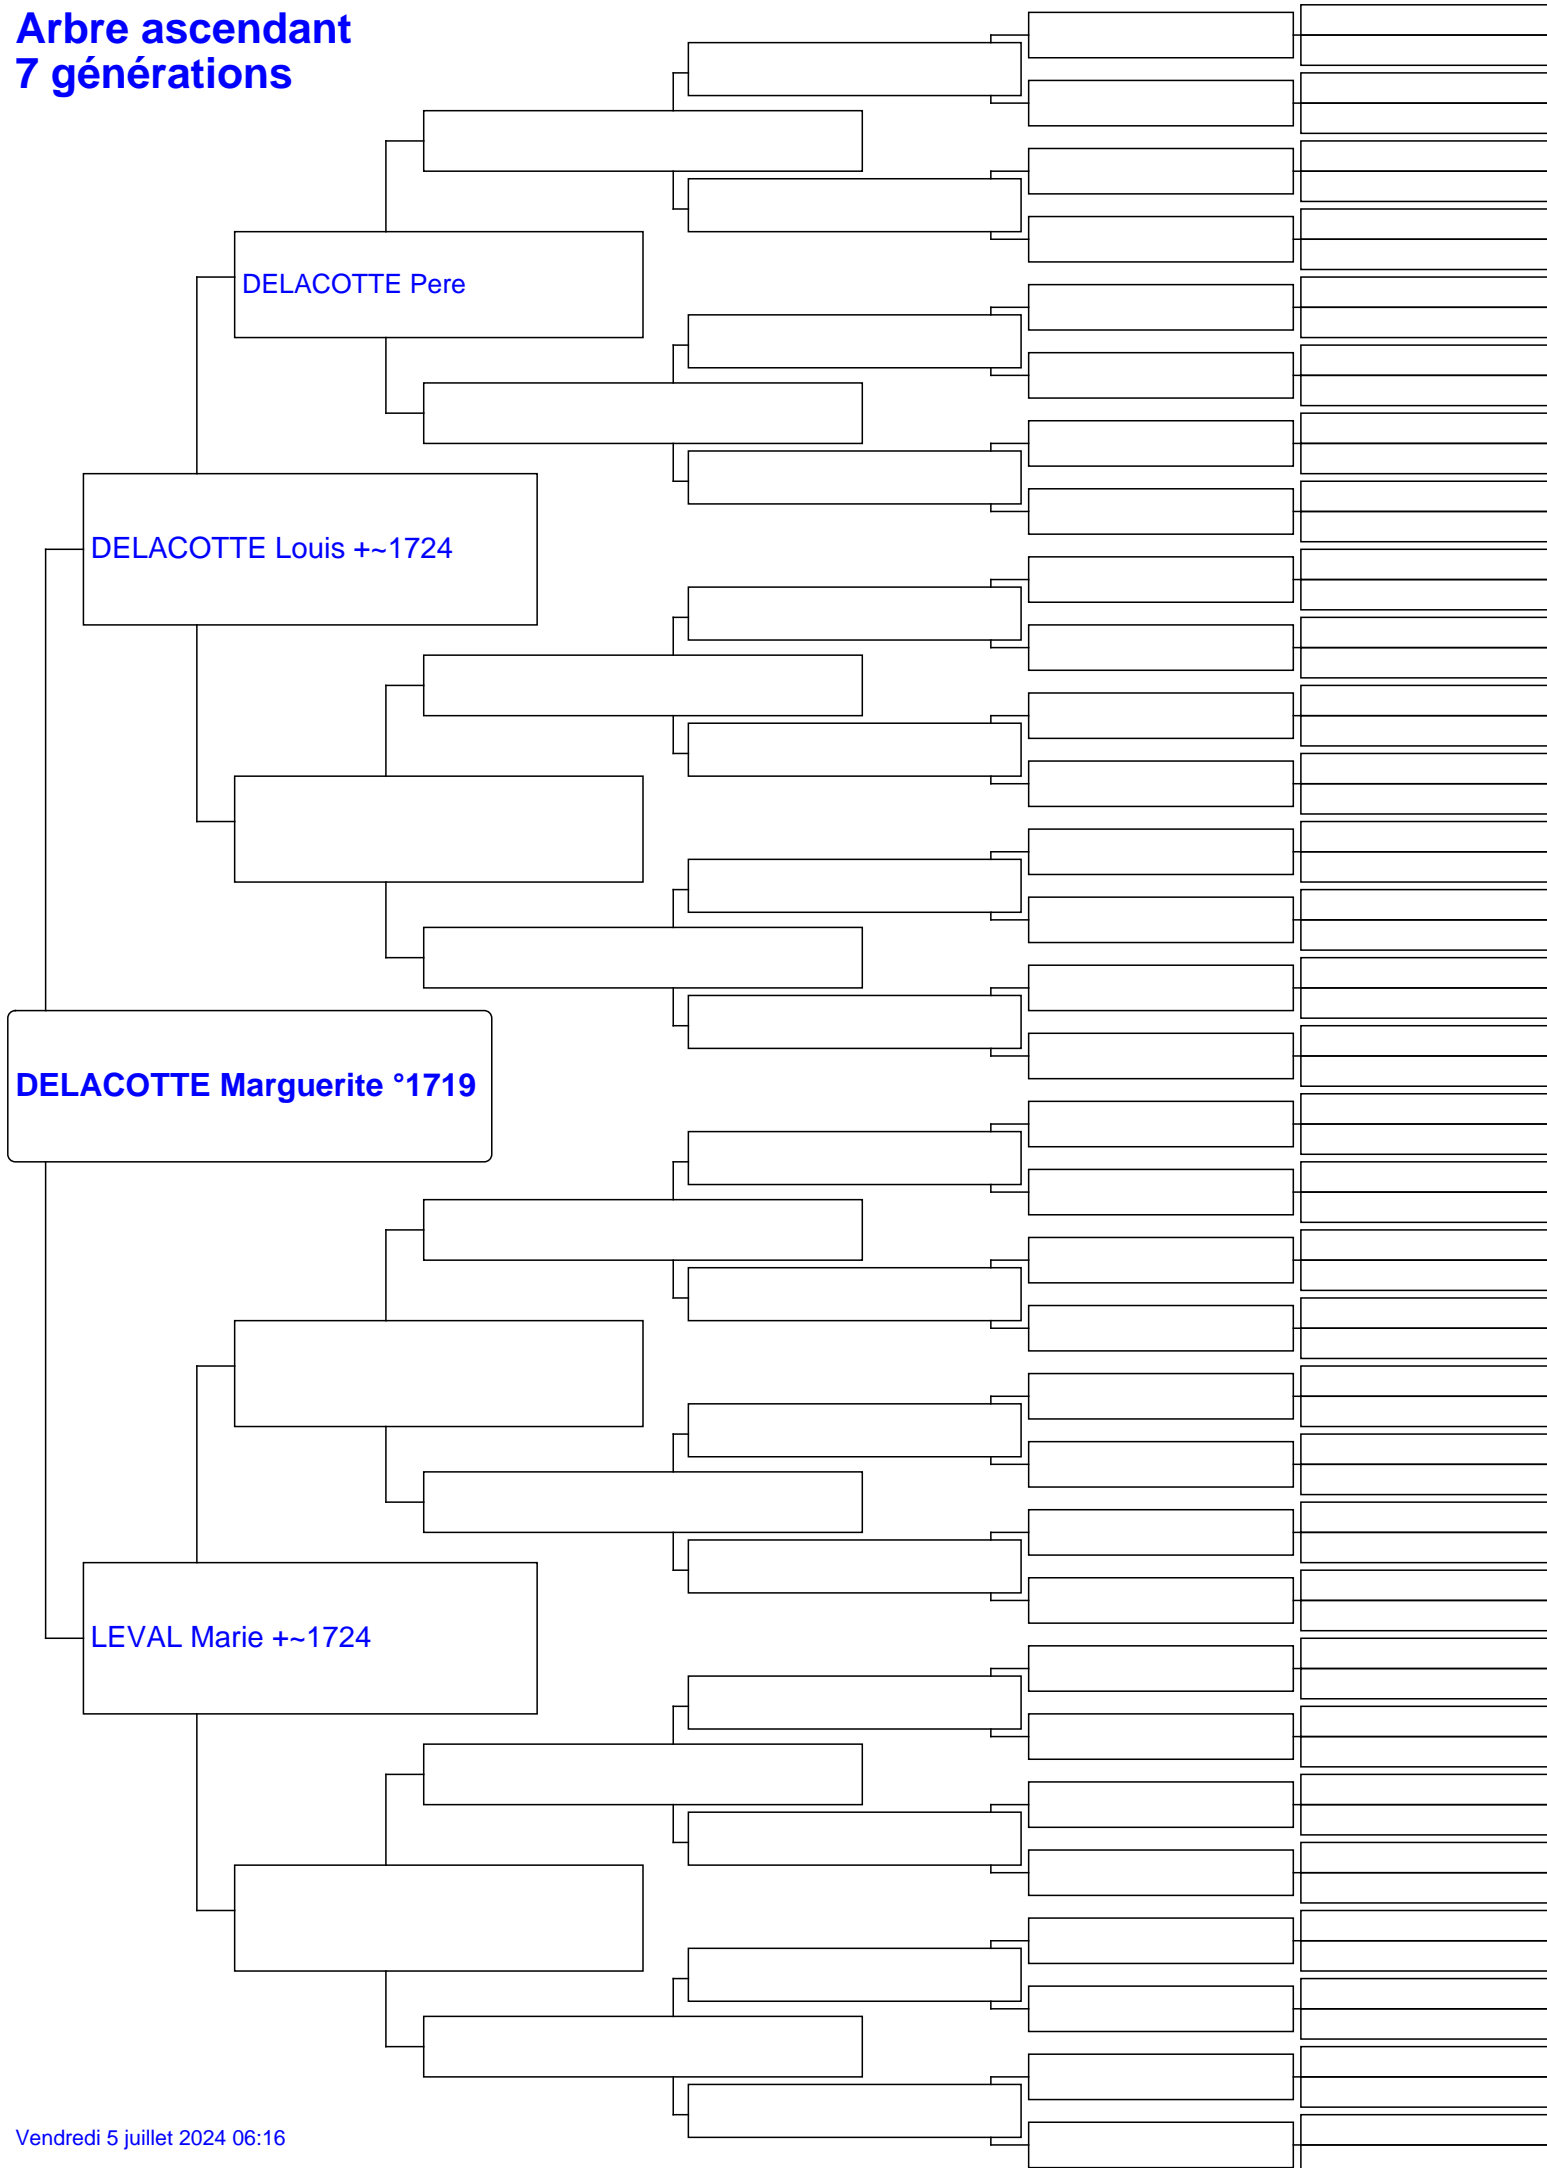 Arbre ascendant
7 générations
DELACOTTE Pere
DELACOTTE Louis +~1724
DELACOTTE Marguerite °1719
LEVAL Marie +~1724
Vendredi 5 juillet 2024 06:16